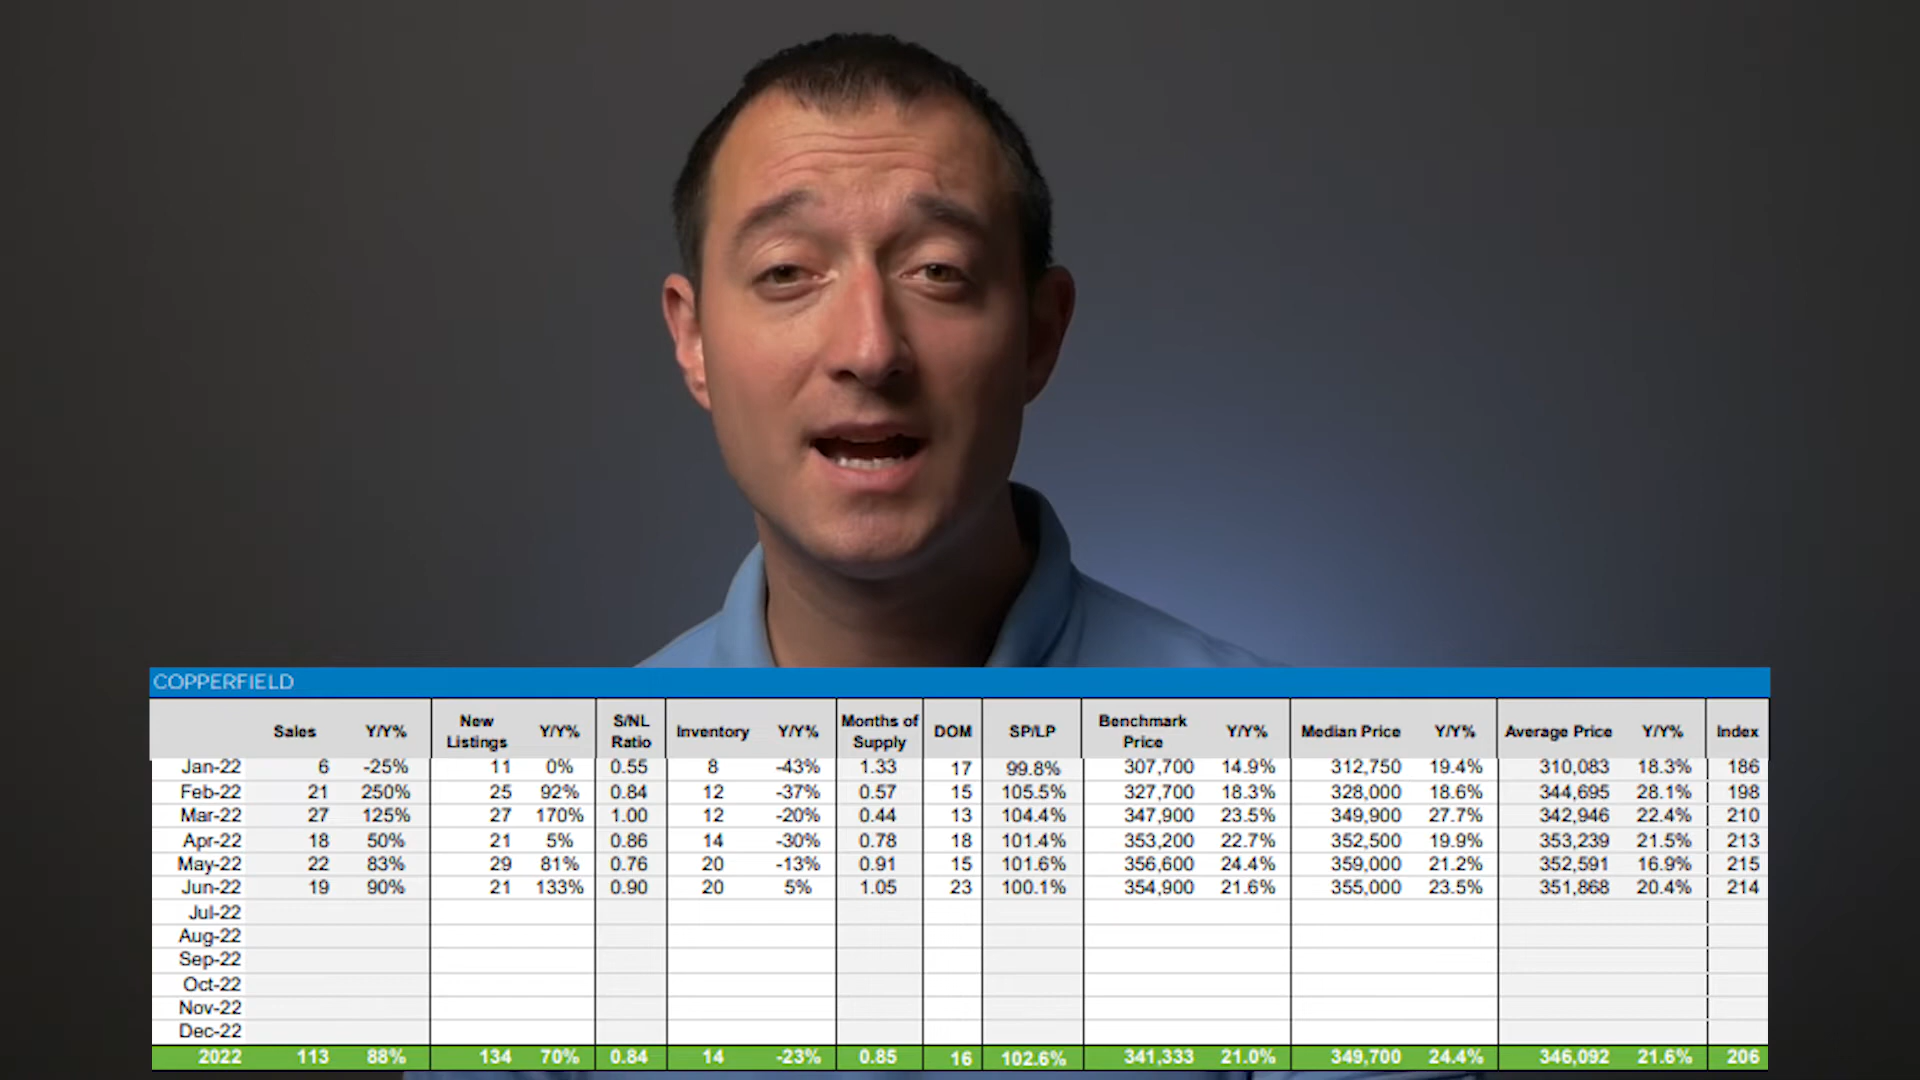 COPPERFIELD
Sales Y/Y% New Listings Y/Y% S/NL Ratio Inventory Y/Y% Months of Supply DOM SP/LP Benchmark Price Y/Y% Median Price Y/Y% Average Price Y/Y% Index
Jan-22 6 -25% 11 0% 0.55 8 -43% 1.33 17 99.8% 307,700 14.9% 312,750 19.4% 310,083 18.3% 186
Feb-22 21 250% 25 92% 0.84 12 -37% 0.57 15 105.5% 327,700 18.3% 328,000 18.6% 344,695 28.1% 198
Mar-22 27 125% 27 170% 1.00 12 -20% 0.44 13 104.4% 347,900 23.5% 349,900 27.7% 342,946 22.4% 210
Apr-22 18 50% 21 5% 0.86 14 -30% 0.78 18 101.4% 353,200 22.7% 352,500 19.9% 353,239 21.5% 213
May-22 22 83% 29 81% 0.76 20 -13% 0.91 15 101.6% 356,600 24.4% 359,000 21.2% 352,591 16.9% 215
Jun-22 19 90% 21 133% 0.90 20 5% 1.05 23 100.1% 354,900 21.6% 355,000 23.5% 351,868 20.4% 214
Jul-22
Aug-22
Sep-22
Oct-22
Nov-22
Dec-22
2022 113 88% 134 70% 0.84 14 -23% 0.85 16 102.6% 341,333 21.0% 349,700 24.4% 346,092 21.6% 206